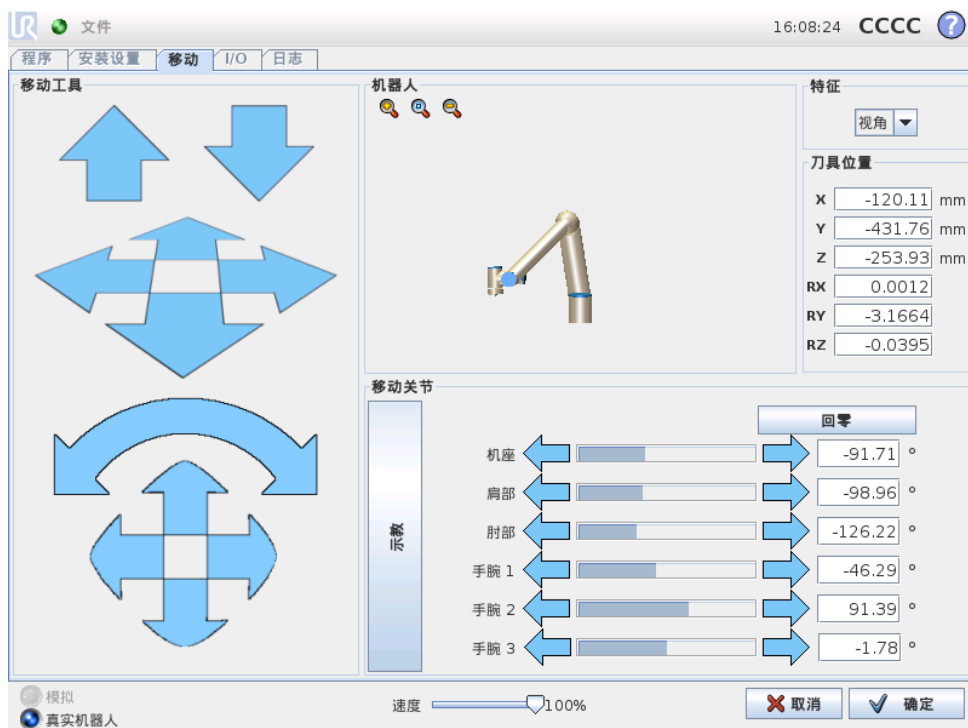 UR 文件 16:08:24 CCCC ?
程序 安装设置 移动 I/O 日志
移动工具
机器人
特征
视角
刀具位置
X -120.11 mm
Y -431.76 mm
Z -253.93 mm
RX 0.0012
RY -3.1664
RZ -0.0395
移动关节
示教
回零
机座 -91.71 °
肩部 -98.96 °
肘部 -126.22 °
手腕 1 -46.29 °
手腕 2 91.39 °
手腕 3 -1.78 °
模拟
真实机器人
速度 100%
取消 确定